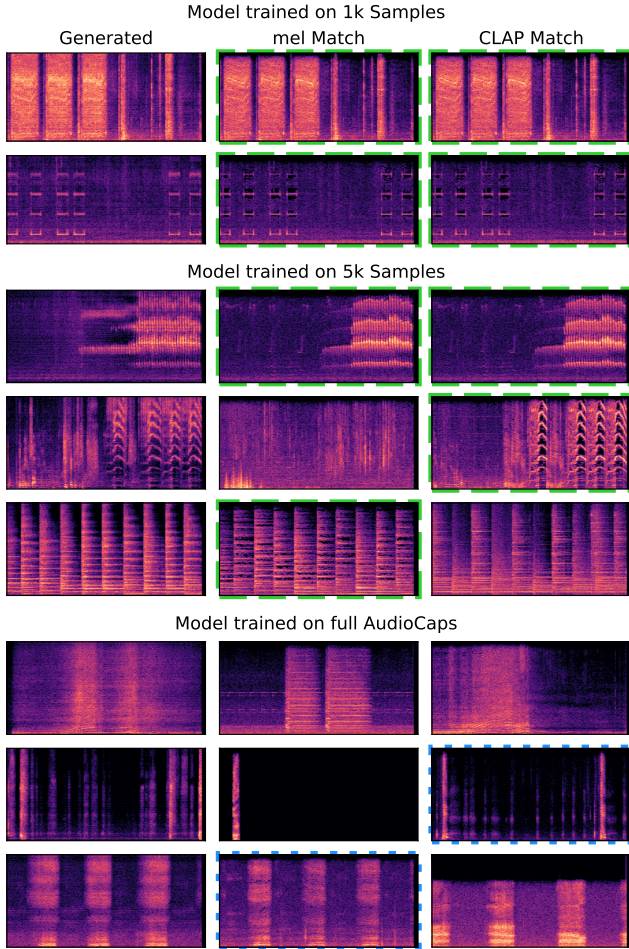 Model trained on 1k Samples
Generated mel Match CLAP Match
Model trained on 5k Samples
Model trained on full AudioCaps